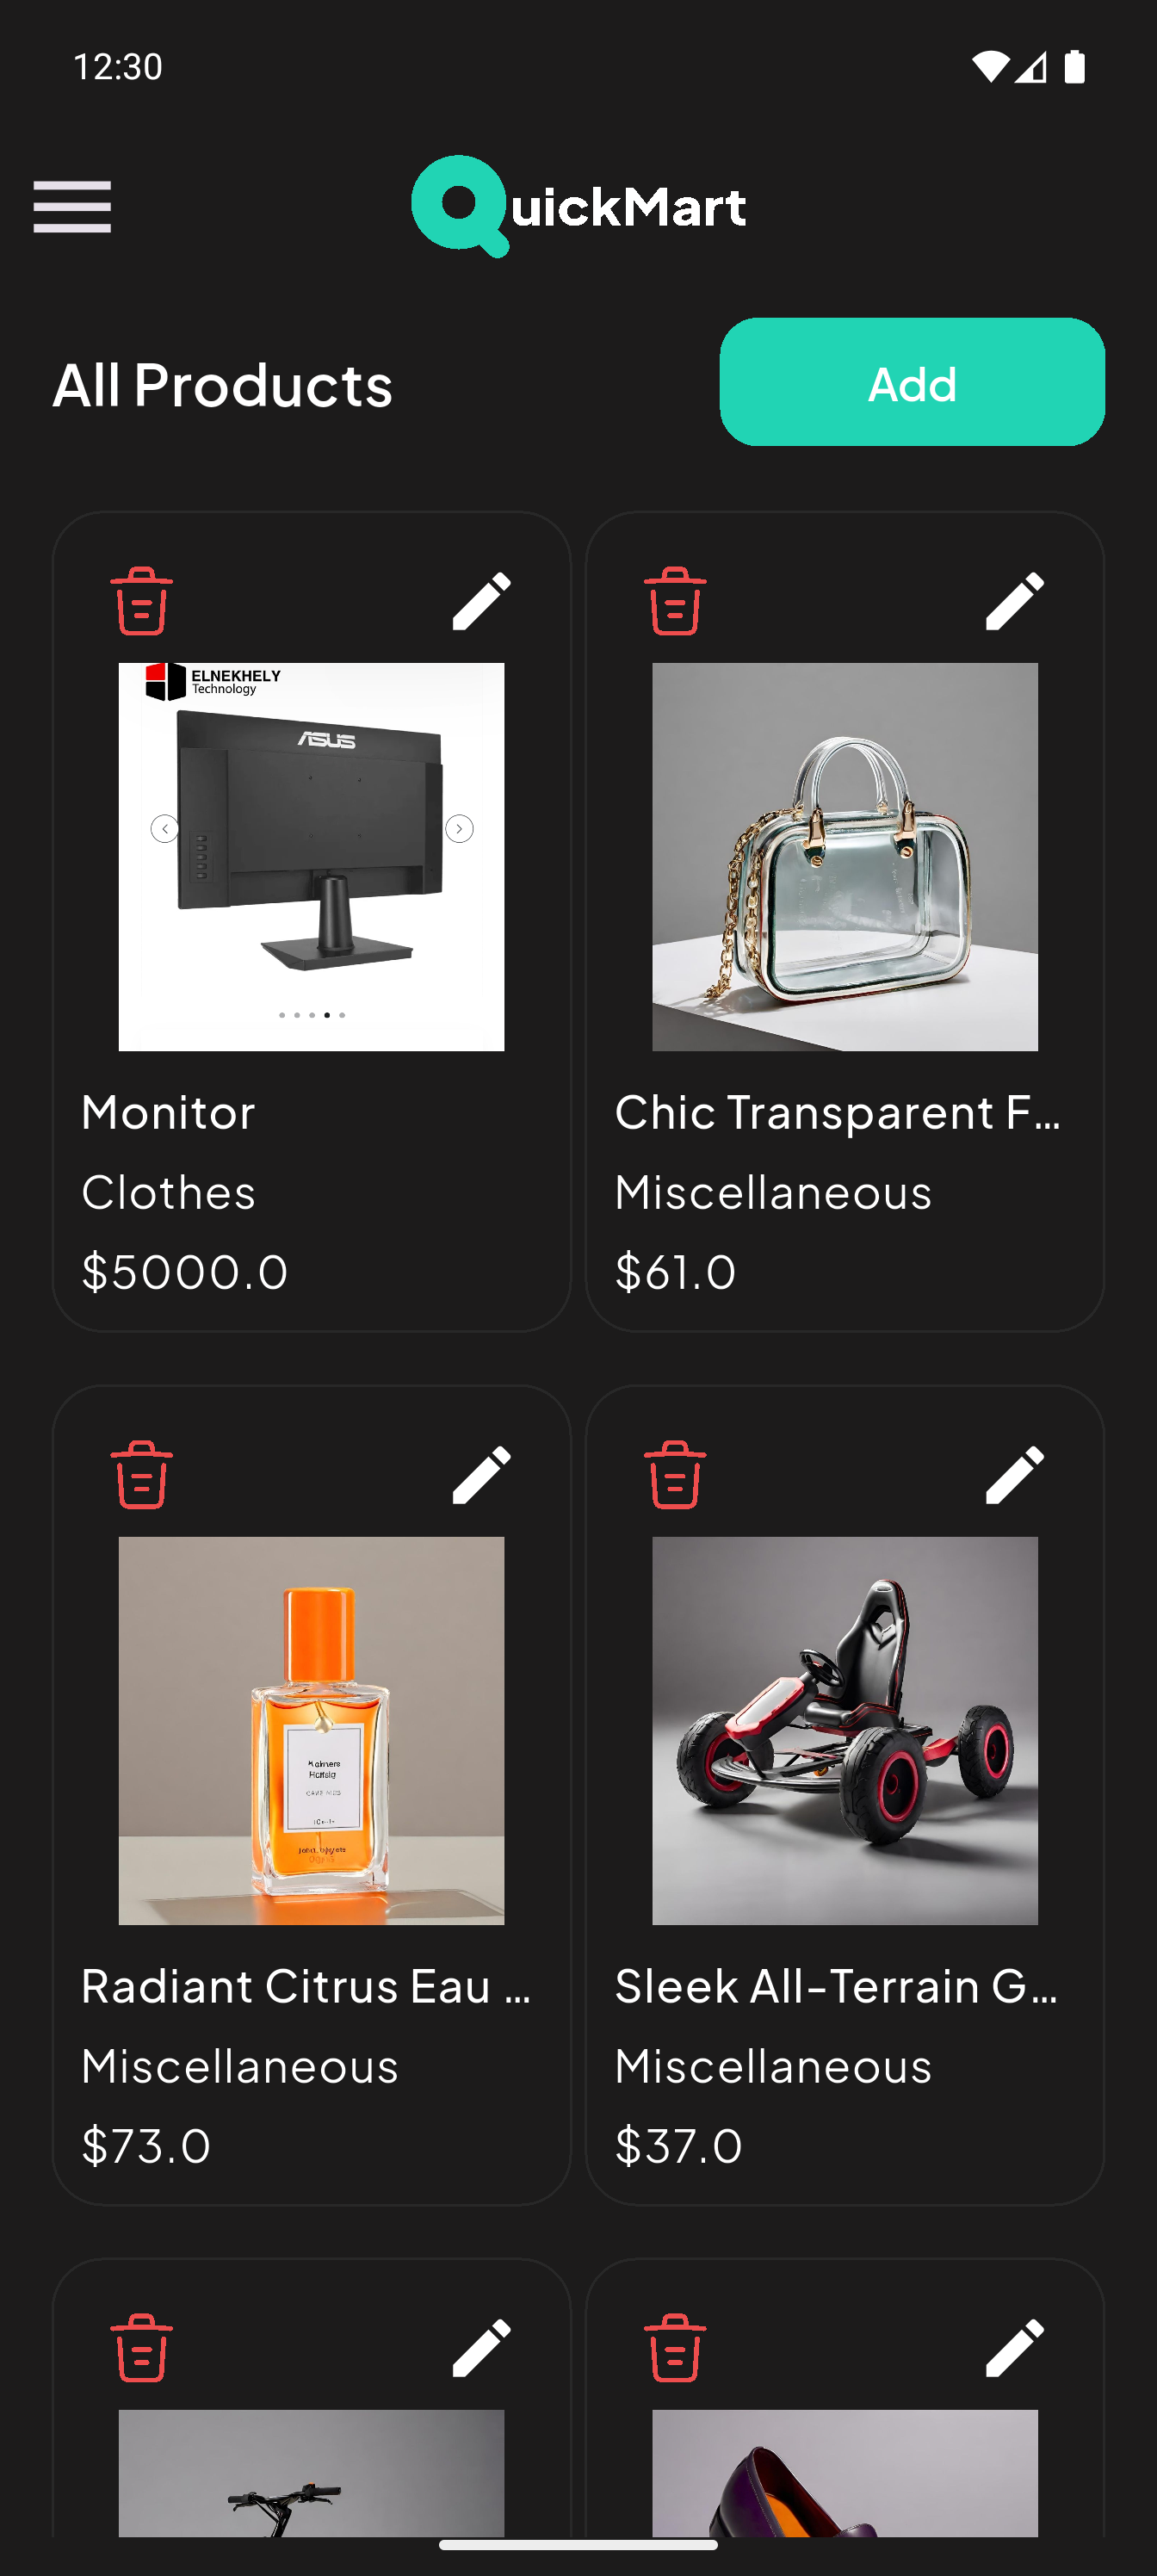 12:30
QuickMart
All Products
Add
ELNEKHELY
Technology
ASUS
Monitor
Clothes
$5000.0
Chic Transparent F...
Miscellaneous
$61.0
Radiant Citrus Eau ...
Miscellaneous
$73.0
Sleek All-Terrain G...
Miscellaneous
$37.0